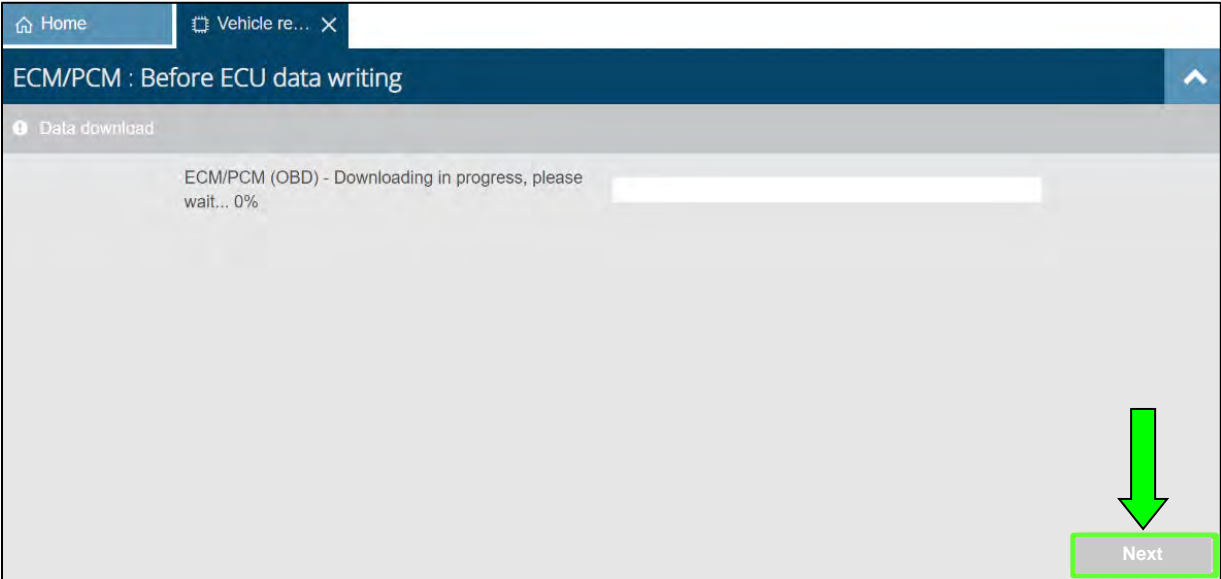 Home
Vehicle re...
ECM/PCM : Before ECU data writing
Data download
ECM/PCM (OBD) - Downloading in progress, please
wait... 0%
Next